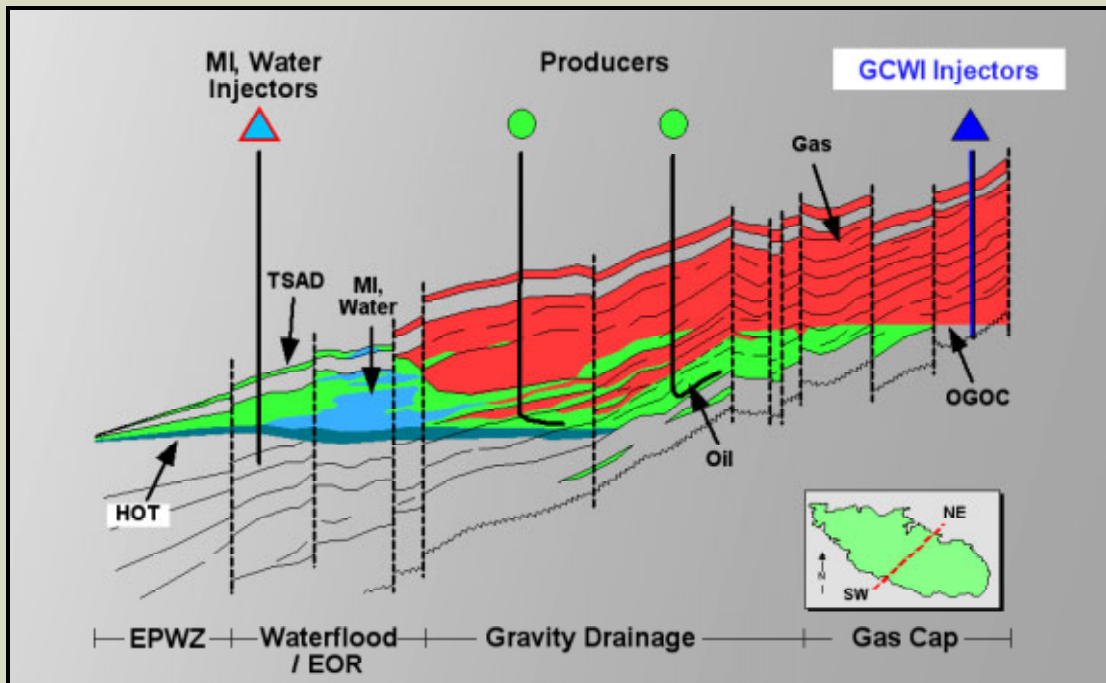 MI, Water
Injectors
Producers
GCWI Injectors
Gas
TSAD
MI,
Water
OGOC
Oil
HOT
NE
N
SW
EPWZ
Waterflood
/ EOR
Gravity Drainage
Gas Cap